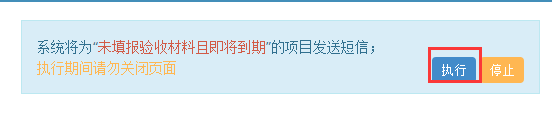 系统将为“未填报验收材料且即将到期”的项目发送短信；
执行期间请勿关闭页面
执行 停止